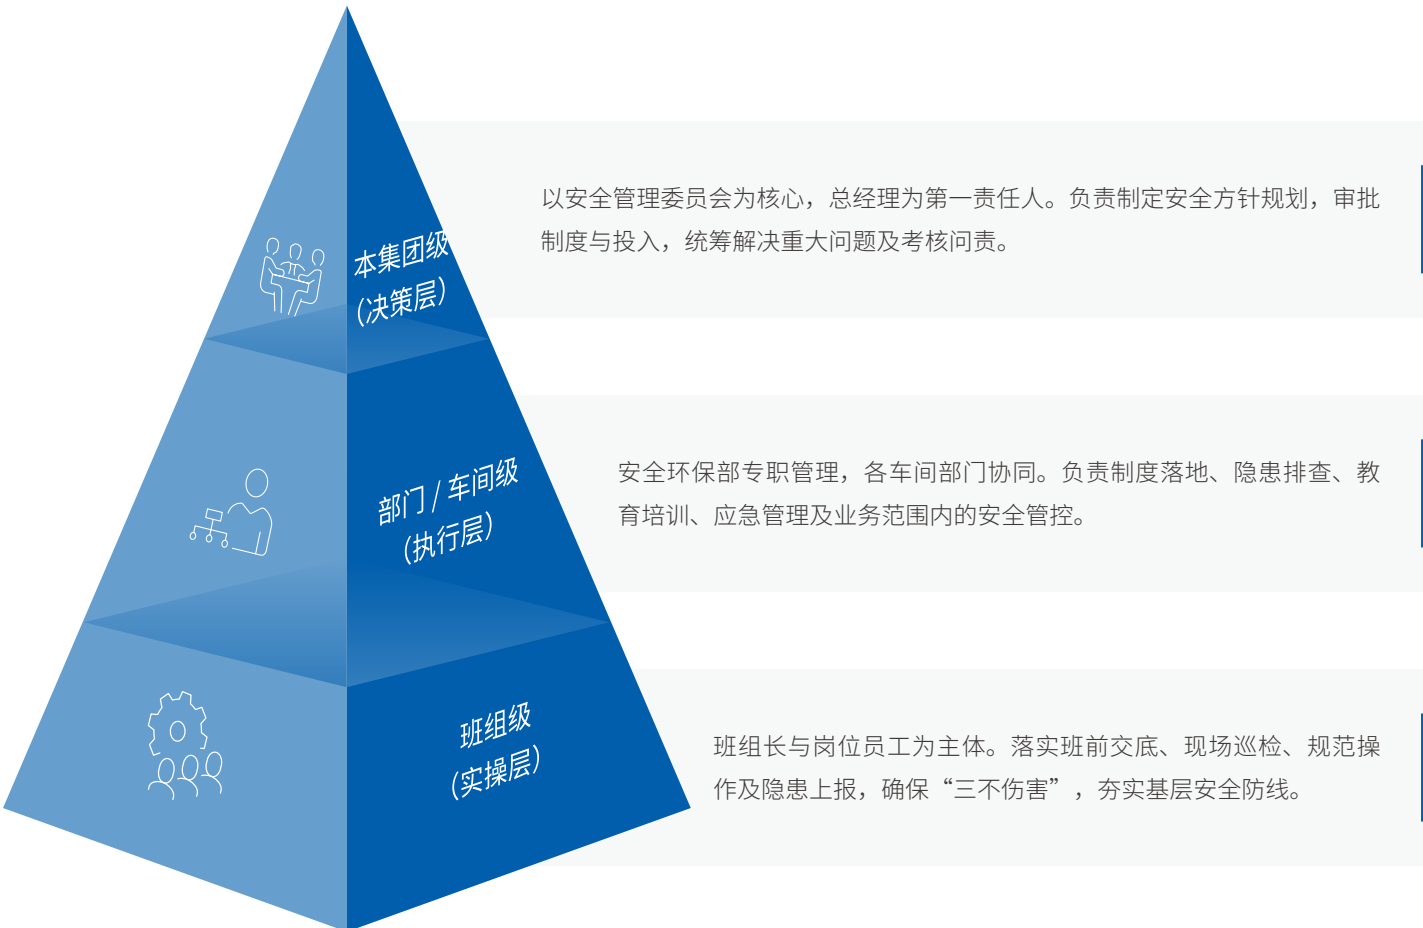 本集团级
（决策层）
以安全管理委员会为核心，总经理为第一责任人。负责制定安全方针规划，审批
制度与投入，统筹解决重大问题及考核问责。
部门 / 车间级
（执行层）
安全环保部专职管理，各车间部门协同。负责制度落地、隐患排查、教
育培训、应急管理及业务范围内的安全管控。
班组级
（实操层）
班组长与岗位员工为主体。落实班前交底、现场巡检、规范操
作及隐患上报，确保“三不伤害”，夯实基层安全防线。